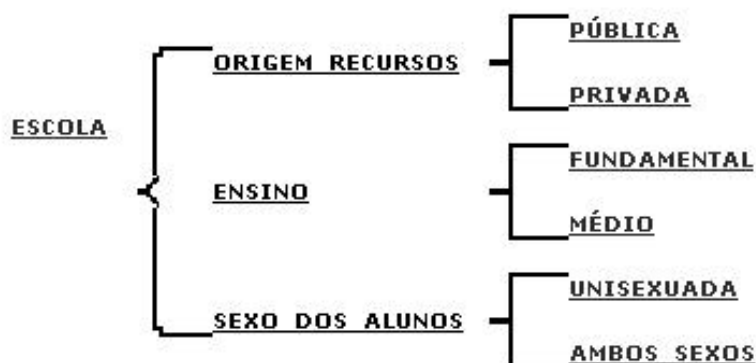 PÚBLICA
ORIGEM RECURSOS
PRIVADA
ESCOLA
FUNDAMENTAL
ENSINO
MÉDIO
UNISEXUADA
SEXO DOS ALUNOS
AMBOS SEXOS